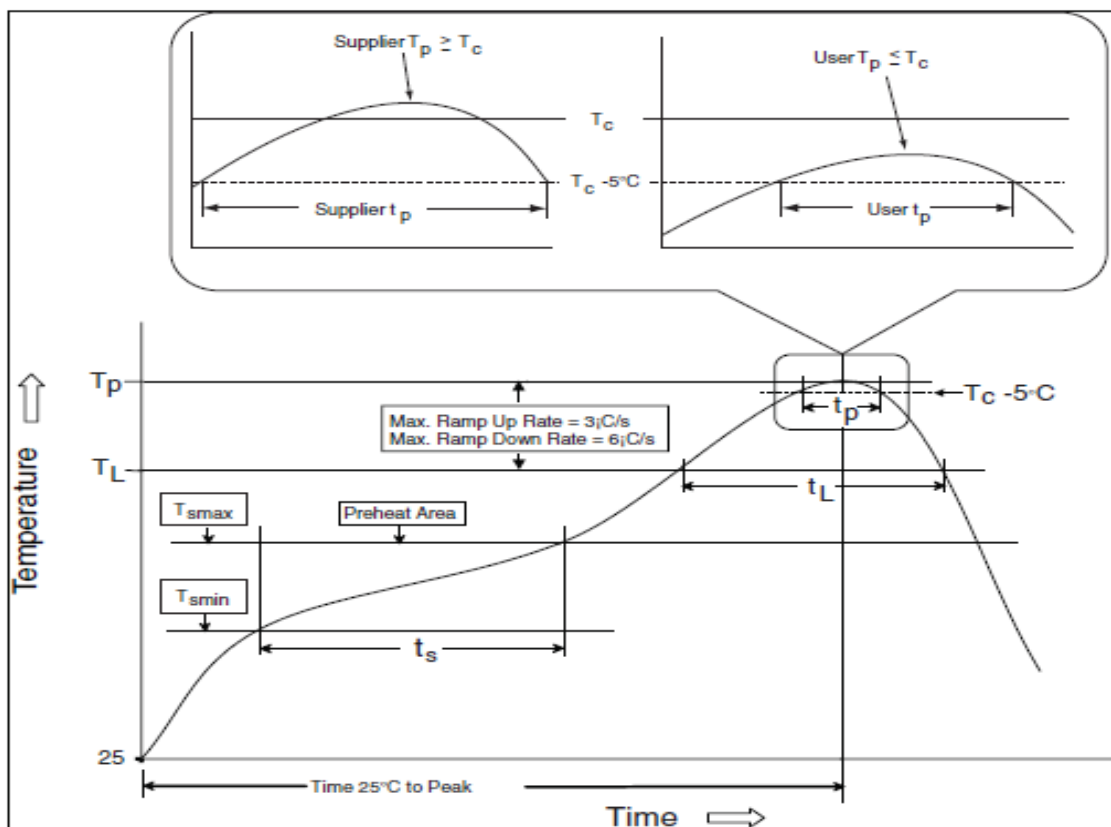 Supplier Tp ≥ Tc
User Tp ≤ Tc
Tc
Tc -5°C
Supplier tp
User tp
Tp
Tc -5°C
tp
Max. Ramp Up Rate = 3¡C/s
Max. Ramp Down Rate = 6¡C/s
TL
tL
Tsmax
Preheat Area
Tsmin
ts
Temperature
25
Time 25°C to Peak
Time